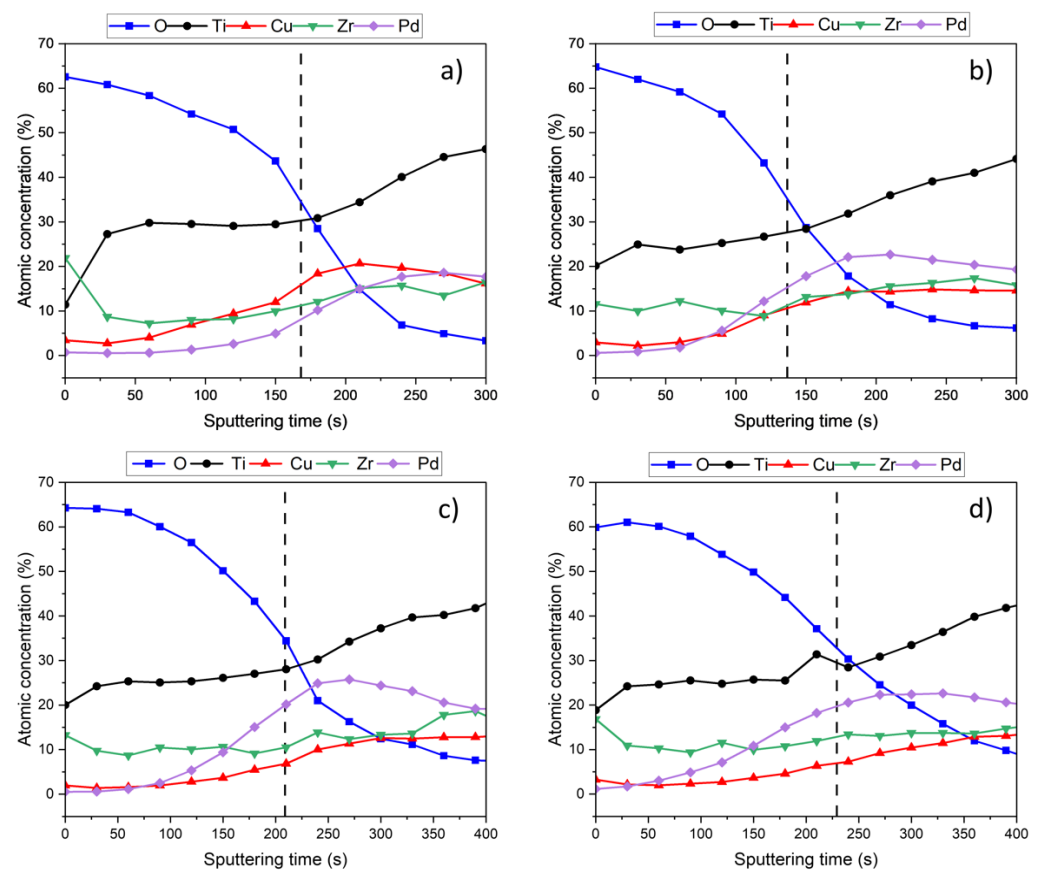 O Ti Cu Zr Pd
a)
70
60
50
40
30
20
10
0
Atomic concentration (%)
0 50 100 150 200 250 300
Sputtering time (s)
O Ti Cu Zr Pd
b)
70
60
50
40
30
20
10
0
Atomic concentration (%)
0 50 100 150 200 250 300
Sputtering time (s)
O Ti Cu Zr Pd
c)
70
60
50
40
30
20
10
0
Atomic concentration (%)
0 50 100 150 200 250 300 350 400
Sputtering time (s)
O Ti Cu Zr Pd
d)
70
60
50
40
30
20
10
0
Atomic concentration (%)
0 50 100 150 200 250 300 350 400
Sputtering time (s)